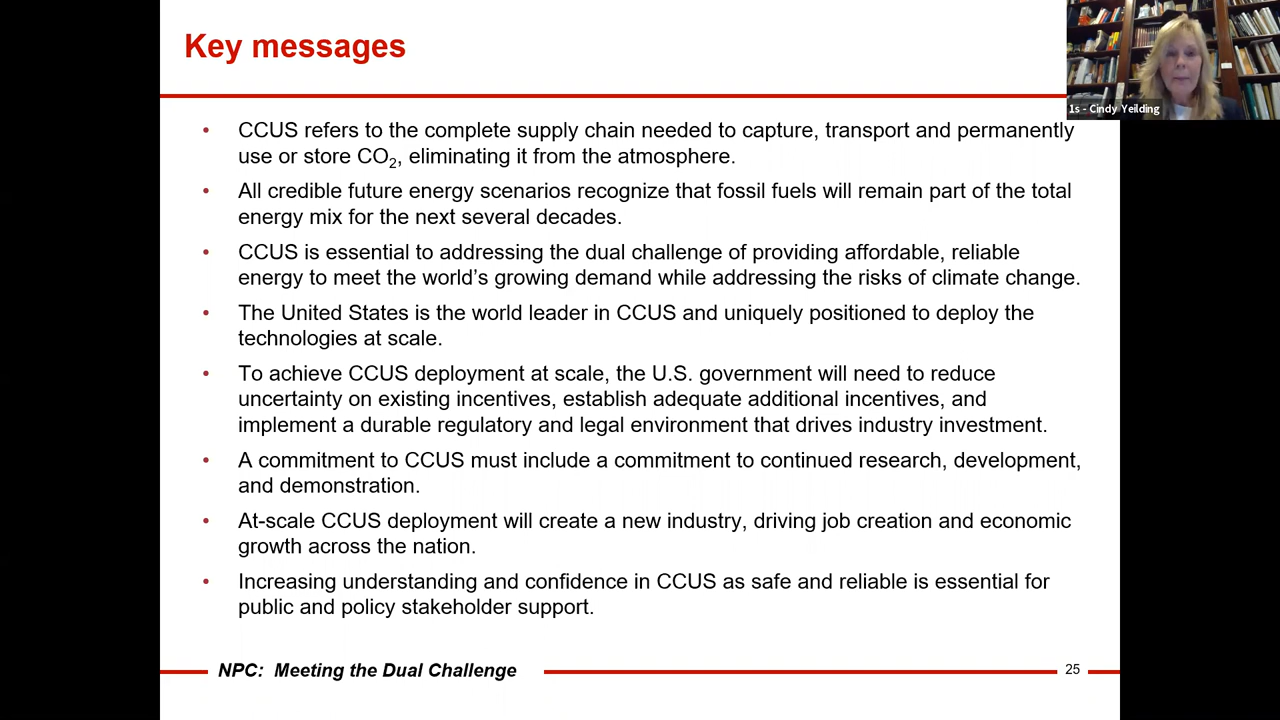 Key messages
1s - Cindy Yeilding
• CCUS refers to the complete supply chain needed to capture, transport and permanently
use or store CO₂, eliminating it from the atmosphere.
• All credible future energy scenarios recognize that fossil fuels will remain part of the total
energy mix for the next several decades.
• CCUS is essential to addressing the dual challenge of providing affordable, reliable
energy to meet the world’s growing demand while addressing the risks of climate change.
• The United States is the world leader in CCUS and uniquely positioned to deploy the
technologies at scale.
• To achieve CCUS deployment at scale, the U.S. government will need to reduce
uncertainty on existing incentives, establish adequate additional incentives, and
implement a durable regulatory and legal environment that drives industry investment.
• A commitment to CCUS must include a commitment to continued research, development,
and demonstration.
• At-scale CCUS deployment will create a new industry, driving job creation and economic
growth across the nation.
• Increasing understanding and confidence in CCUS as safe and reliable is essential for
public and policy stakeholder support.
NPC: Meeting the Dual Challenge
25